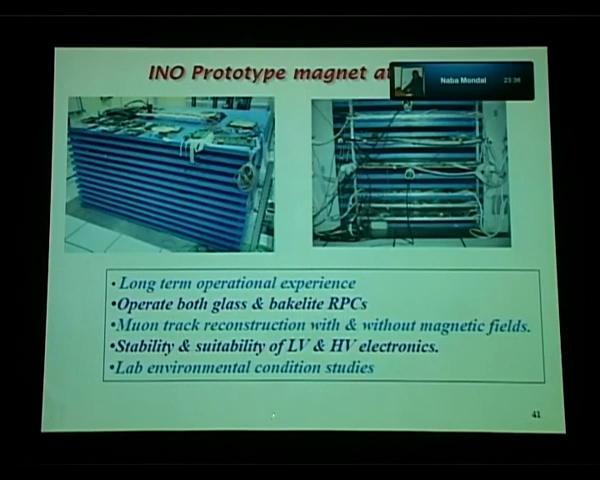 INO Prototype magnet at
Naba Mondal 23:36
• Long term operational experience
•Operate both glass & bakelite RPCs
•Muon track reconstruction with & without magnetic fields.
•Stability & suitability of LV & HV electronics.
•Lab environmental condition studies
41